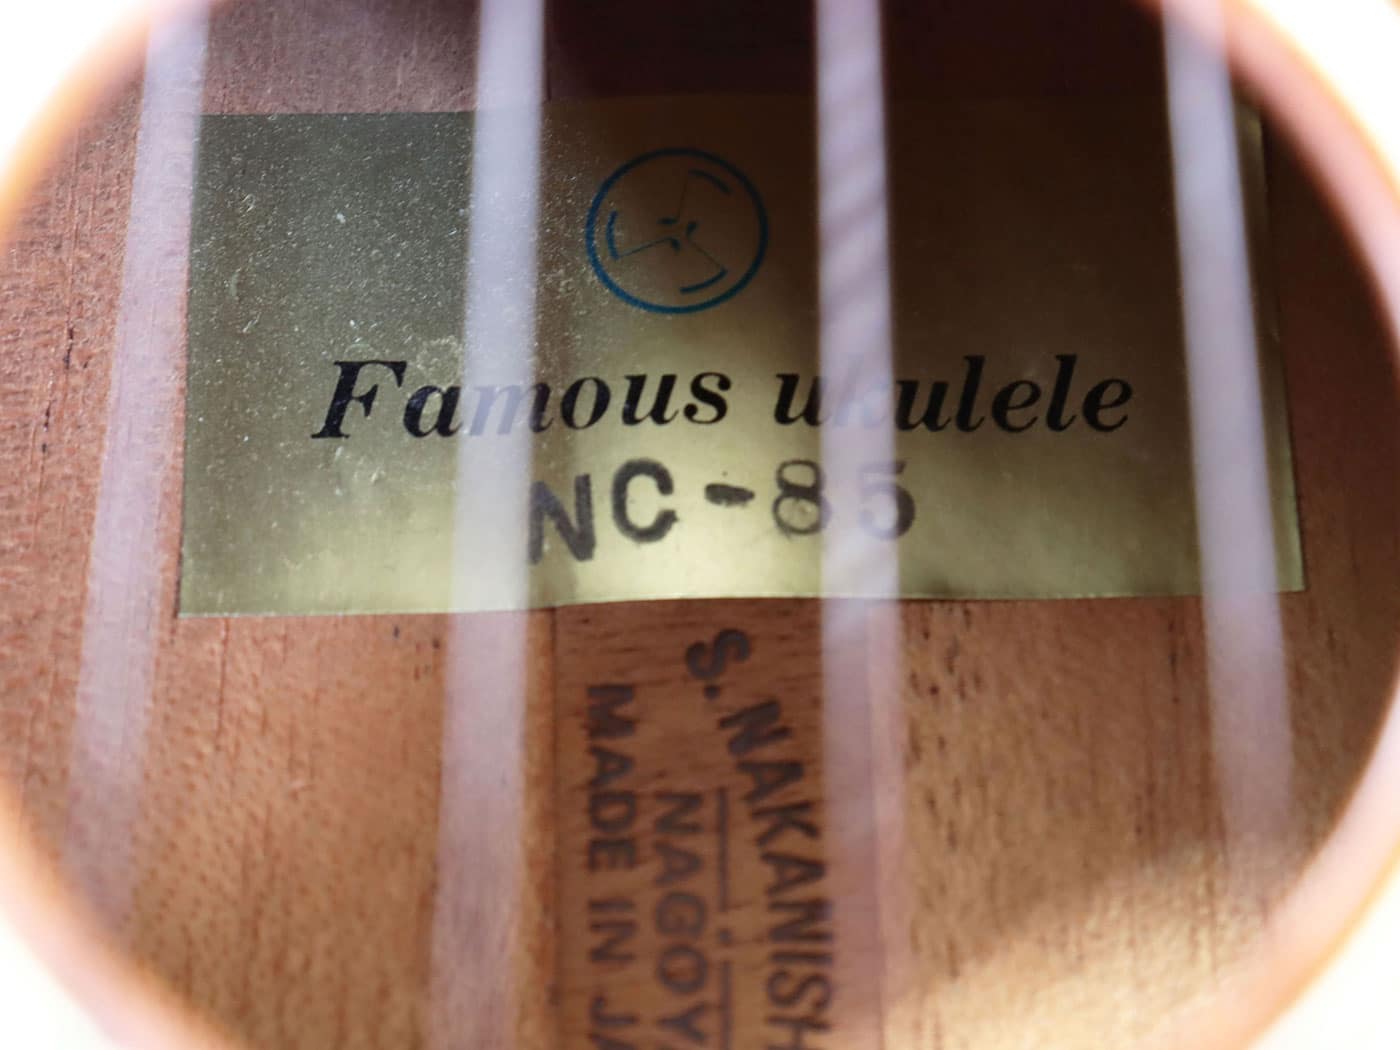 Famous ukulele
NC-85
S. NAKANISH
NAGOY
MADE IN JA